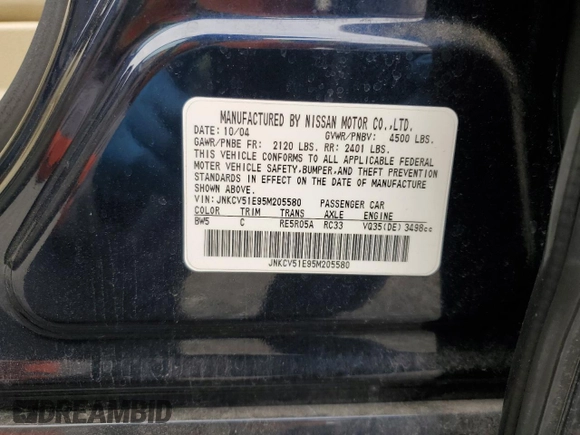 MANUFACTURED BY NISSAN MOTOR CO.,LTD.
DATE: 10/04 GVWR/PNBV: 4500 LBS.
GAWR/PNBE FR: 2120 LBS. RR: 2401 LBS.
THIS VEHICLE CONFORMS TO ALL APPLICABLE FEDERAL
MOTOR VEHICLE SAFETY,BUMPER,AND THEFT PREVENTION
STANDARDS IN EFFECT ON THE DATE OF MANUFACTURE
SHOWN ABOVE.
VIN: JNKCV51E95M205580 PASSENGER CAR
COLOR TRIM TRANS AXLE ENGINE
BW5 C RE5R05A RC33 VQ35(DE) 3498cc
JNKCV51E95M205580
DREAMBID